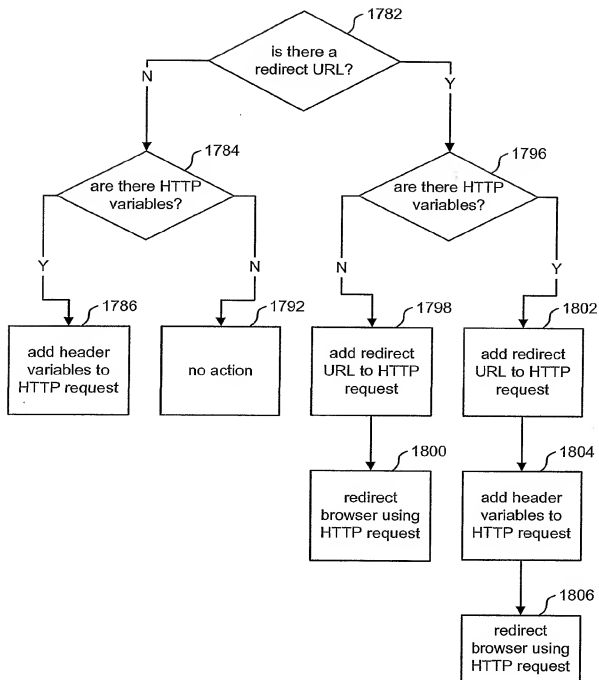 1782
is there a
redirect URL?
N
Y
1784
are there HTTP
variables?
1796
are there HTTP
variables?
Y
N
N
Y
1786
add header
variables to
HTTP request
1792
no action
1798
add redirect
URL to HTTP
request
1802
add redirect
URL to HTTP
request
1800
redirect
browser using
HTTP request
1804
add header
variables to
HTTP request
1806
redirect
browser using
HTTP request